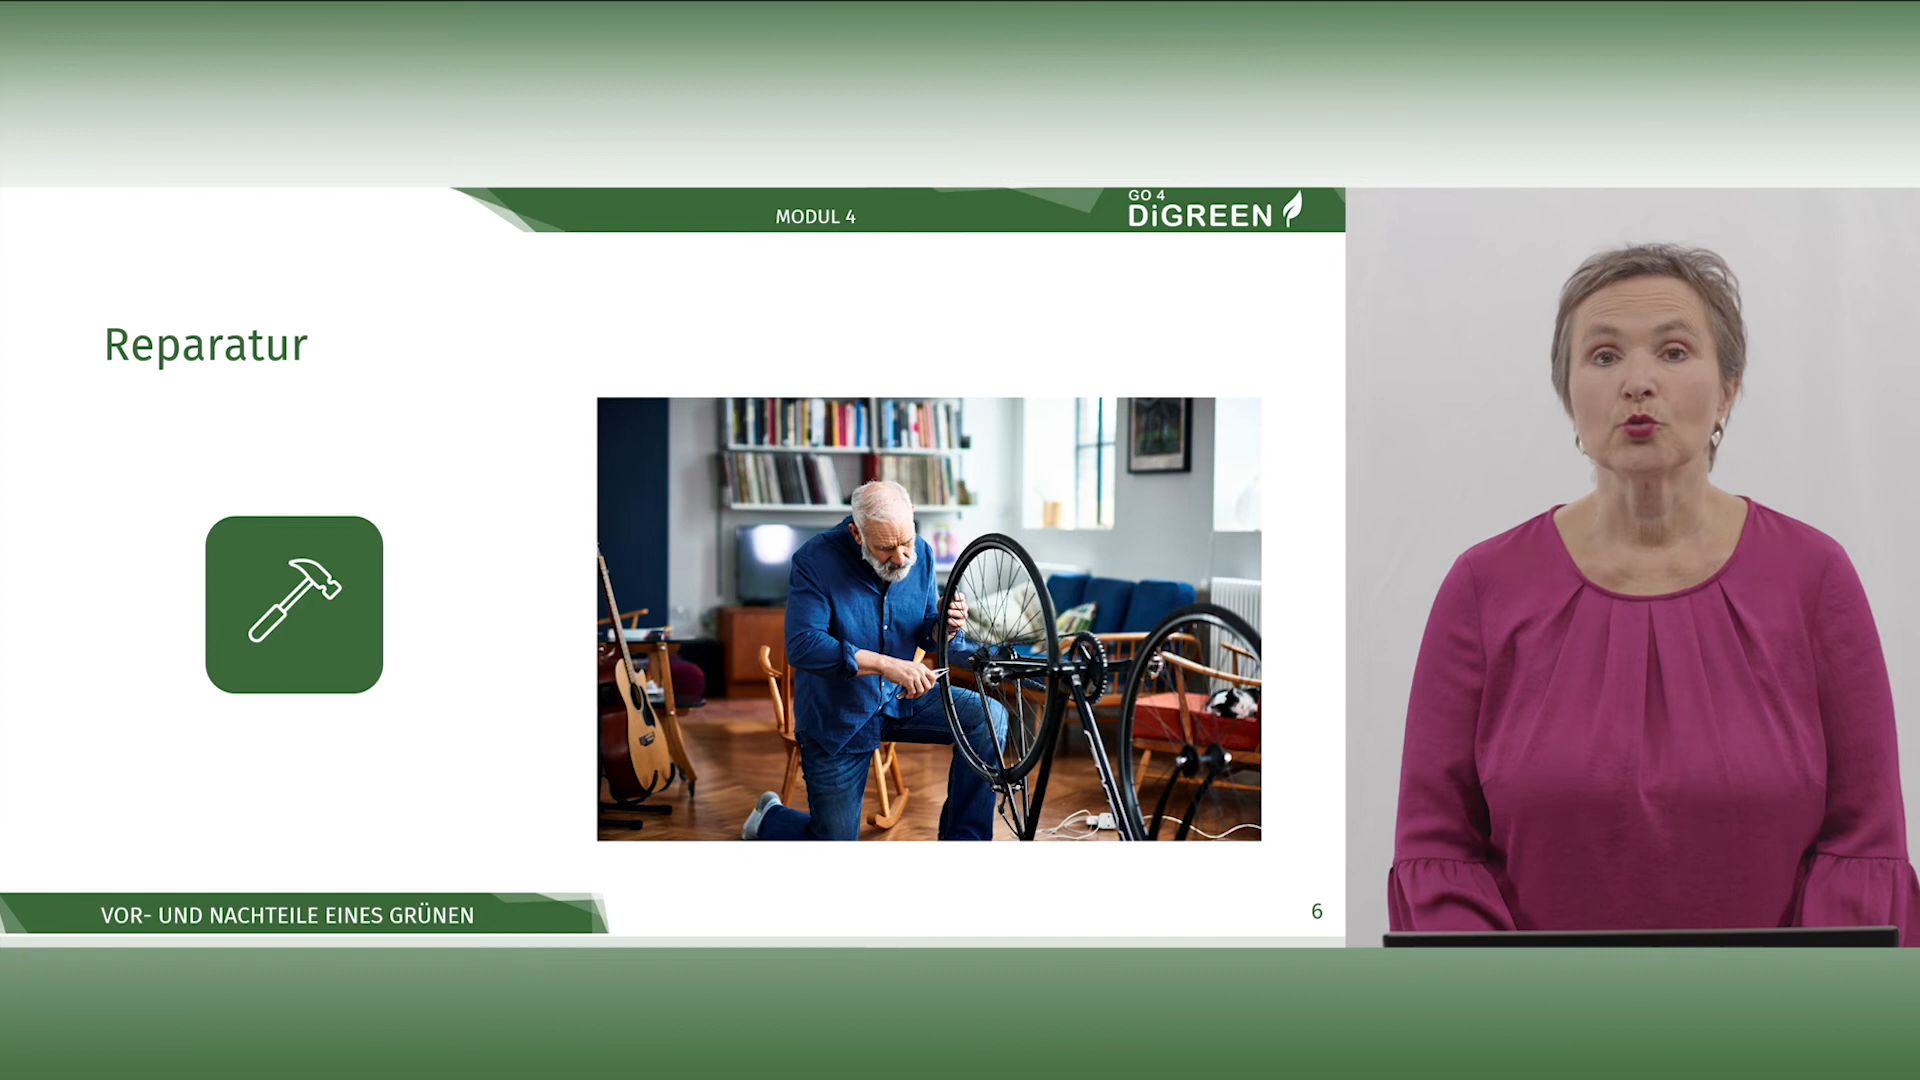 MODUL 4
GO 4
DiGREEN
Reparatur
VOR- UND NACHTEILE EINES GRÜNEN
6